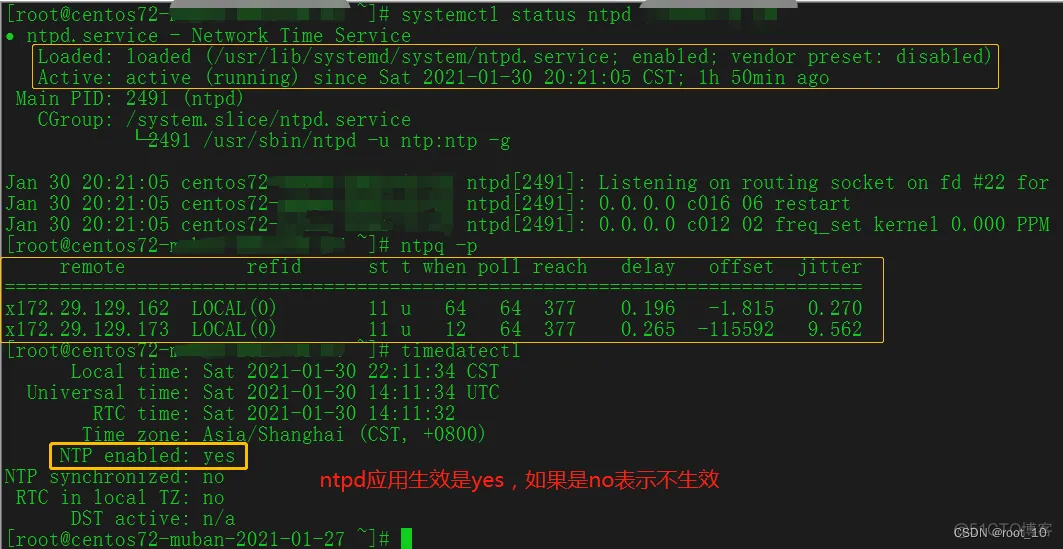 [root@centos72- ~]# systemctl status ntpd
● ntpd.service - Network Time Service
Loaded: loaded (/usr/lib/systemd/system/ntpd.service; enabled; vendor preset: disabled)
Active: active (running) since Sat 2021-01-30 20:21:05 CST; 1h 50min ago
Main PID: 2491 (ntpd)
CGroup: /system.slice/ntpd.service
└─2491 /usr/sbin/ntpd -u ntp:ntp -g
Jan 30 20:21:05 centos72- ntpd[2491]: Listening on routing socket on fd #22 for
Jan 30 20:21:05 centos72- ntpd[2491]: 0.0.0.0 c016 06 restart
Jan 30 20:21:05 centos72- ntpd[2491]: 0.0.0.0 c012 02 freq_set kernel 0.000 PPM
[root@centos72- ~]# ntpq -p
remote refid st t when poll reach delay offset jitter
==============================================================================
x172.29.129.162 LOCAL(0) 11 u 64 64 377 0.196 -1.815 0.270
x172.29.129.173 LOCAL(0) 11 u 12 64 377 0.265 -115592 9.562
[root@centos72- ~]# timedatectl
Local time: Sat 2021-01-30 22:11:34 CST
Universal time: Sat 2021-01-30 14:11:34 UTC
RTC time: Sat 2021-01-30 14:11:32
Time zone: Asia/Shanghai (CST, +0800)
NTP enabled: yes
NTP synchronized: no
ntpd应用生效是yes，如果是no表示不生效
RTC in local TZ: no
DST active: n/a
[root@centos72-muban-2021-01-27 ~]#
@51CTO博客
CSDN @root_10